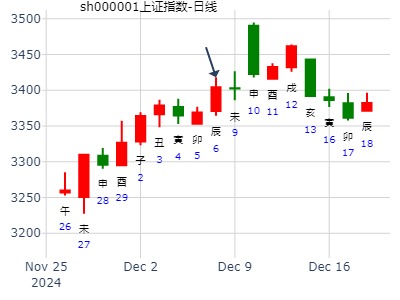 sh000001上证指数-日线
3500
3450
3400
3350
3300
3250
3200
午
26
未
27
申
28
酉
29
子
2
丑
3
寅
4
卯
5
辰
6
未
9
申
10
酉
11
戌
12
亥
13
寅
16
卯
17
辰
18
Nov 25
2024
Dec 2
Dec 9
Dec 16